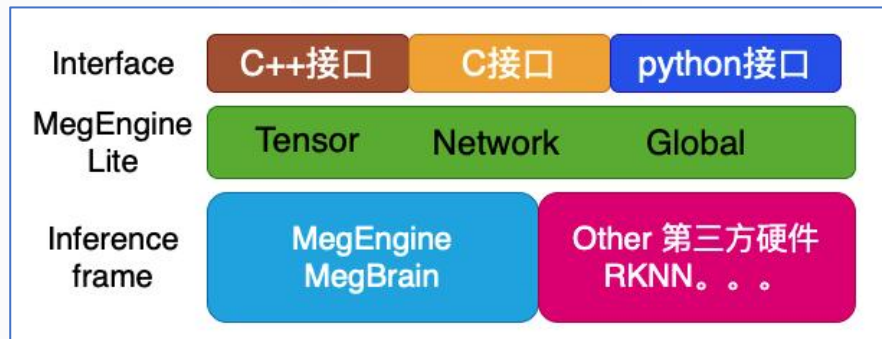 Interface
C++接口
C接口
python接口
MegEngine
Lite
Tensor
Network
Global
Inference
frame
MegEngine
MegBrain
Other 第三方硬件
RKNN。。。